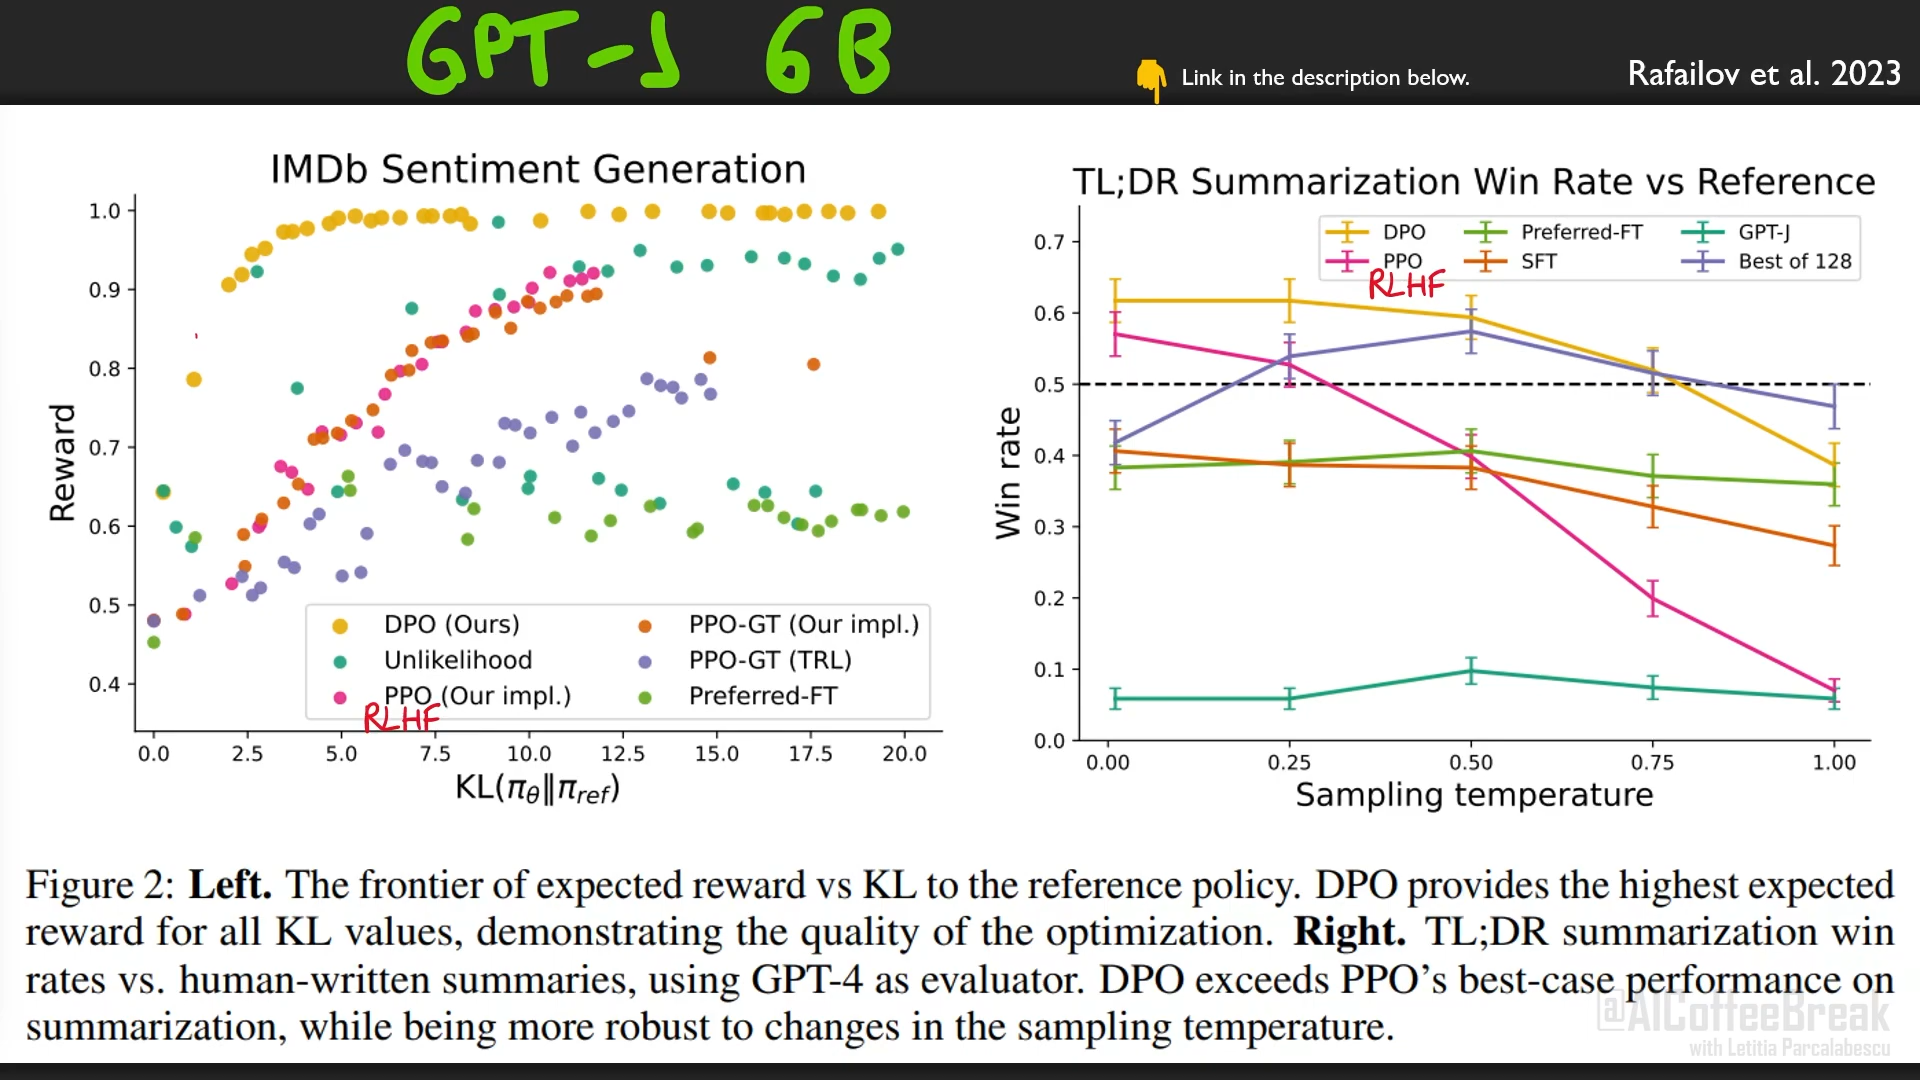 GPT-J 6B
Link in the description below.
Rafailov et al. 2023
IMDb Sentiment Generation
Reward
1.0
0.9
0.8
0.7
0.6
0.5
0.4
DPO (Ours)
Unlikelihood
PPO (Our impl.)
RLHF
PPO-GT (Our impl.)
PPO-GT (TRL)
Preferred-FT
0.0 2.5 5.0 7.5 10.0 12.5 15.0 17.5 20.0
KL(πθ‖πref)
TL;DR Summarization Win Rate vs Reference
DPO Preferred-FT GPT-J
PPO SFT Best of 128
RLHF
Win rate
0.7
0.6
0.5
0.4
0.3
0.2
0.1
0.0
0.00 0.25 0.50 0.75 1.00
Sampling temperature
Figure 2: Left. The frontier of expected reward vs KL to the reference policy. DPO provides the highest expected
reward for all KL values, demonstrating the quality of the optimization. Right. TL;DR summarization win
rates vs. human-written summaries, using GPT-4 as evaluator. DPO exceeds PPO's best-case performance on
summarization, while being more robust to changes in the sampling temperature.
@AICoffeeBreak
with Letitia Parcalabescu